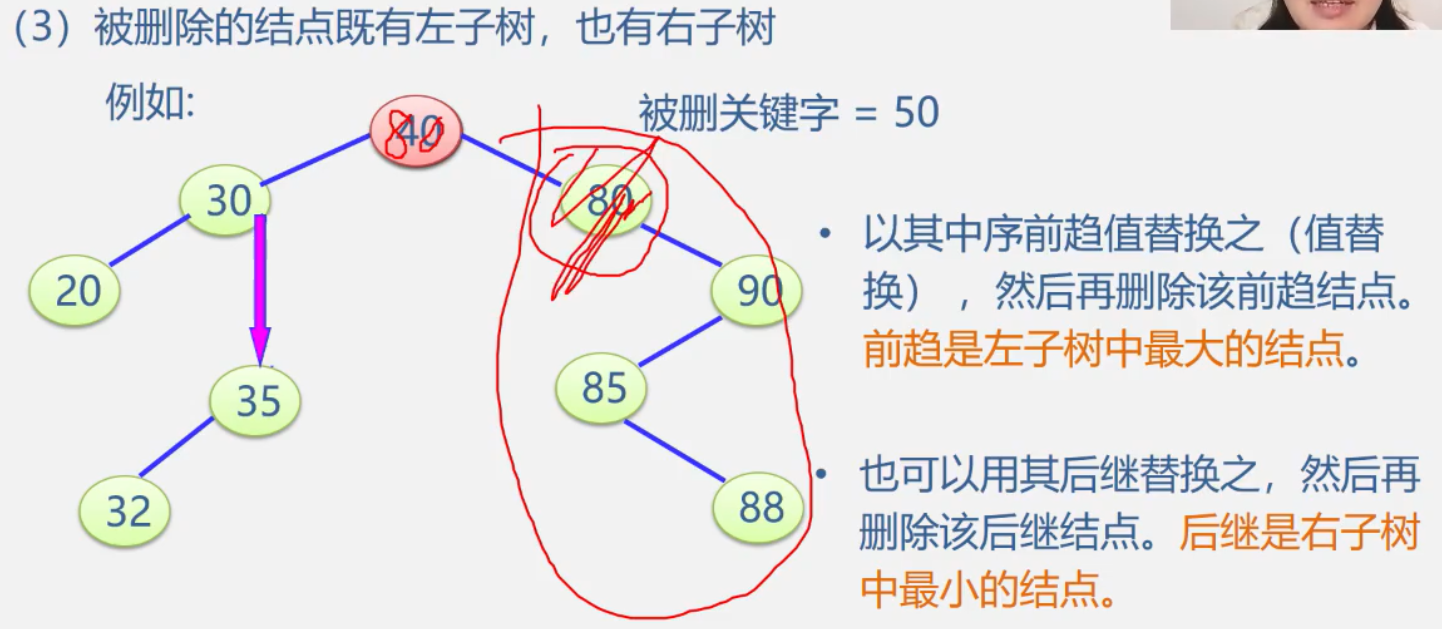 （3）被删除的结点既有左子树，也有右子树
例如:
被删关键字 = 50
40
80
30
80
20
90
35
85
32
88
• 以其中序前趋值替换之（值替
换），然后再删除该前趋结点。
前趋是左子树中最大的结点。
• 也可以用其后继替换之，然后再
删除该后继结点。后继是右子树
中最小的结点。